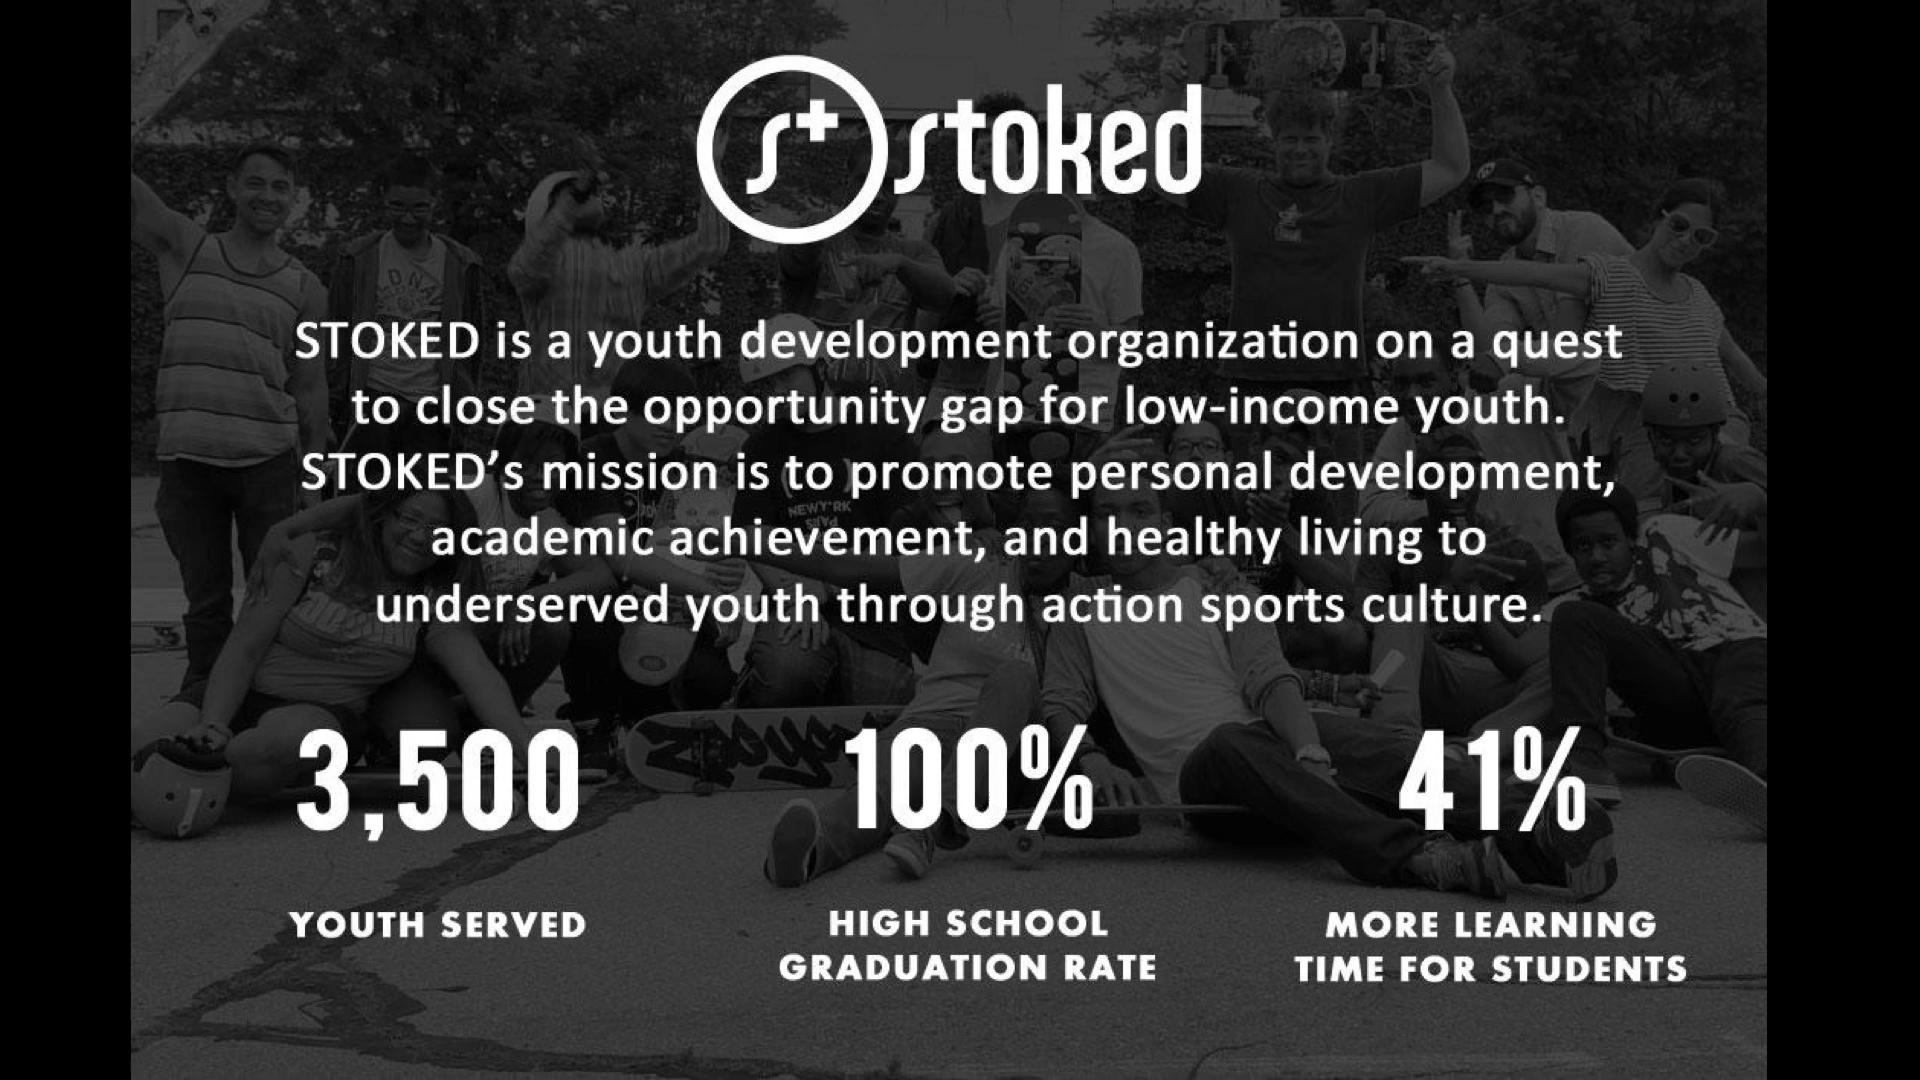 s+ stoked
STOKED is a youth development organization on a quest
to close the opportunity gap for low-income youth.
STOKED’s mission is to promote personal development,
academic achievement, and healthy living to
underserved youth through action sports culture.
3,500 100% 41%
YOUTH SERVED
HIGH SCHOOL
GRADUATION RATE
MORE LEARNING
TIME FOR STUDENTS